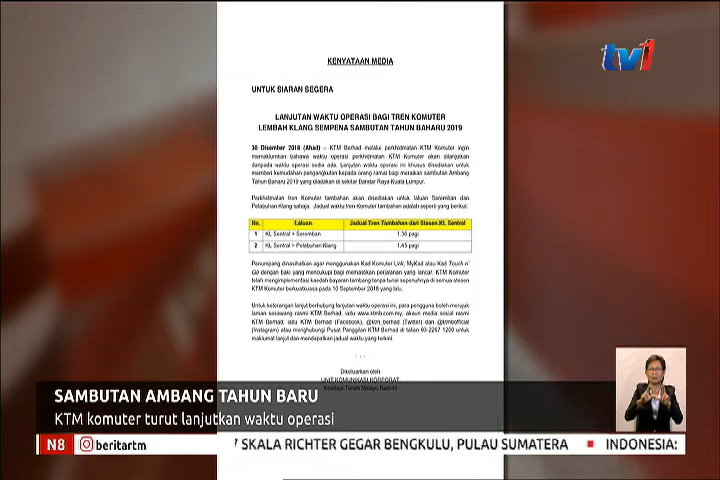 tv1
KENYATAAN MEDIA
UNTUK SIARAN SEGERA
LANJUTAN WAKTU OPERASI BAGI TREN KOMUTER
LEMBAH KLANG SEMPENA SAMBUTAN TAHUN BAHARU 2019
30 Disember 2018 (Ahad) – KTM Berhad melalui perkhidmatan KTM Komuter ingin
memaklumkan bahawa waktu operasi perkhidmatan KTM Komuter akan dilanjutkan
daripada waktu sedia ada. Lanjutan waktu operasi ini khusus disediakan untuk
memberi kemudahan pengangkutan kepada orang ramai bagi meraikan sambutan Ambang
Tahun Baharu 2019 yang diadakan di sekitar Bandar Raya Kuala Lumpur.
Perkhidmatan tren Komuter tambahan akan disediakan untuk laluan Seremban dan
Pelabuhan Klang sahaja. Jadual waktu tren Komuter tambahan adalah seperti yang berikut:
No. Laluan Jadual Tren Tambahan dari Stesen KL Sentral
1 KL Sentral > Seremban 1.36 pagi
2 KL Sentral > Pelabuhan Klang 1.45 pagi
Penumpang dinasihatkan agar menggunakan Kad Komuter Link, MyKad atau Kad Touch n'
Go dengan baki yang mencukupi bagi memastikan perjalanan yang lancar. KTM Komuter
telah mengimplementasi kaedah bayaran tambang tanpa tunai sepenuhnya di semua stesen
KTM Komuter berkuatkuasa pada 10 September 2018 yang lalu.
Untuk keterangan lanjut berhubung lanjutan waktu operasi ini, para pengguna boleh merujuk
laman sesawang rasmi KTM Berhad, iaitu www.ktmb.com.my, akaun media sosial rasmi
KTM Berhad, iaitu KTM Berhad (Facebook), @ktm_berhad (Twitter) dan @ktmbofficial
(Instagram) atau menghubungi Pusat Panggilan KTM Berhad di talian 03-2267 1200 untuk
maklumat lanjut dan mendapatkan jadual waktu yang terkini.
Dikeluarkan oleh
UNIT KOMUNIKASI KORPORAT
Keretapi Tanah Melayu Berhad
SAMBUTAN AMBANG TAHUN BARU
KTM komuter turut lanjutkan waktu operasi
N8 beritartm 7 SKALA RICHTER GEGAR BENGKULU, PULAU SUMATERA INDONESIA: